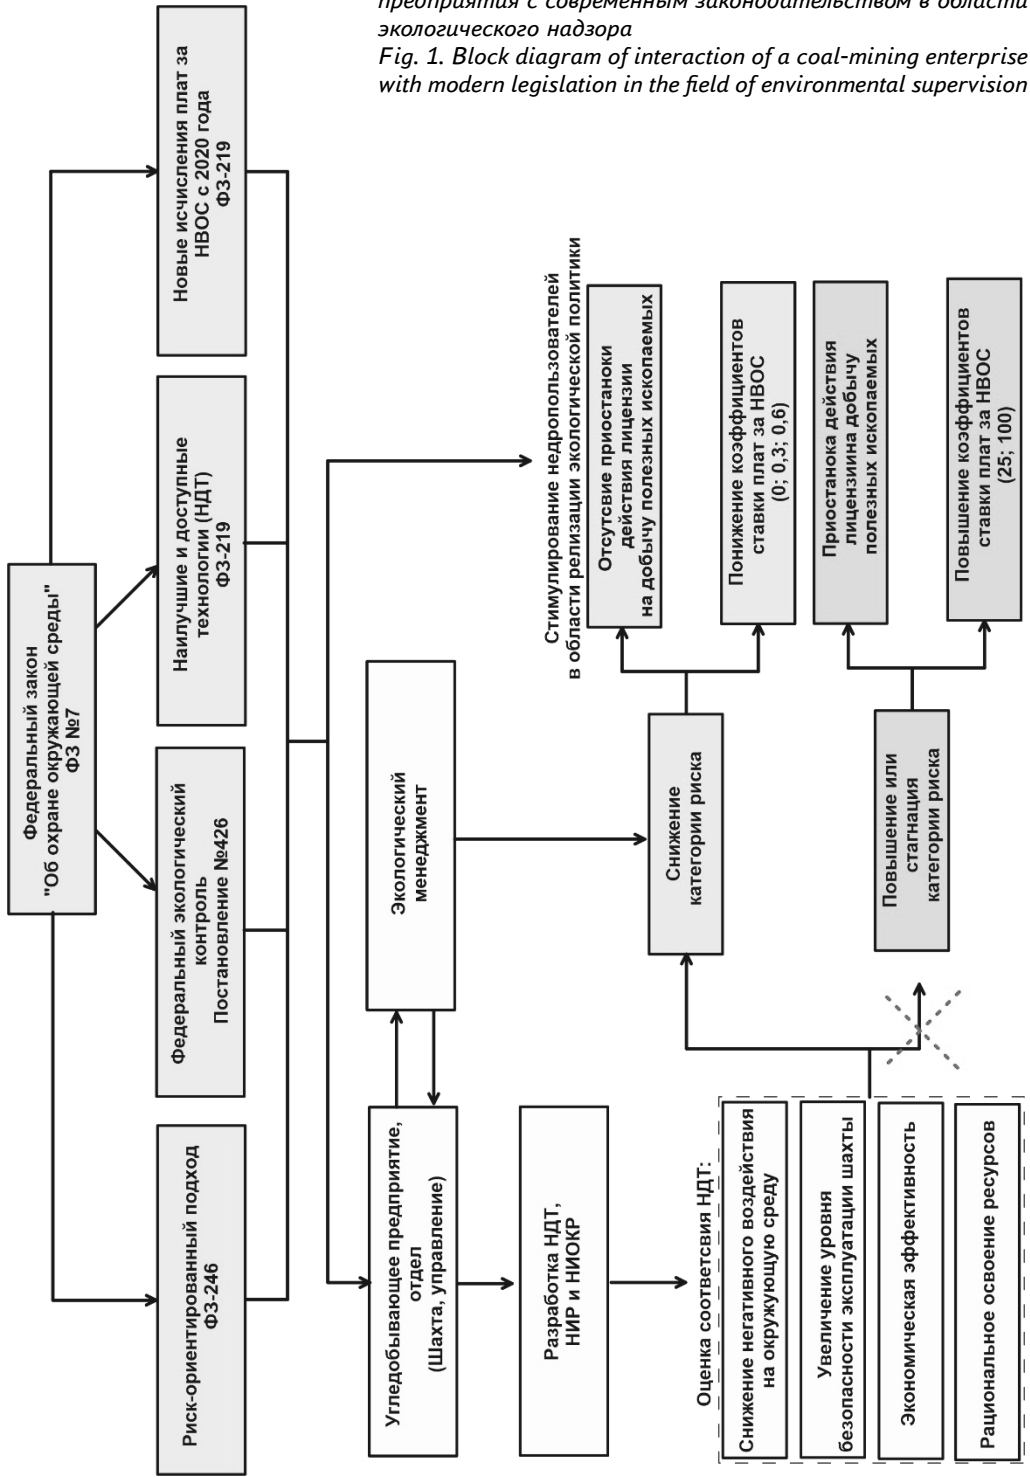 предприятия с современным законодательством в области
экологического надзора
Fig. 1. Block diagram of interaction of a coal-mining enterprise
with modern legislation in the field of environmental supervision
Федеральный закон
"Об охране окружающей среды"
ФЗ №7
Риск-ориентированный подход
ФЗ-246
Федеральный экологический
контроль
Постановление №426
Наилучшие и доступные
технологии (НДТ)
ФЗ-219
Новые исчисления плат за
НВОС с 2020 года
ФЗ-219
Угледобывающее предприятие,
отдел
(Шахта, управление)
Экологический
менеджмент
Стимулирование недропользователей
в области релизации экологической политики
Разработка НДТ,
НИР и НИОКР
Оценка соответсвия НДТ:
Снижение негативного воздействия
на окружующую среду
Увеличение уровня
безопасности эксплуатации шахты
Экономическая эффективность
Рациональное освоение ресурсов
Снижение
категории риска
Повышение или
стагнация
категории риска
Отсутсвие приостаноки
действия лицензии
на добычу полезных ископаемых
Понижение коэффициентов
ставки плат за НВОС
(0; 0,3; 0,6)
Приостанока действия
лицензиина добычу
полезных ископаемых
Повышение коэффициентов
ставки плат за НВОС
(25; 100)